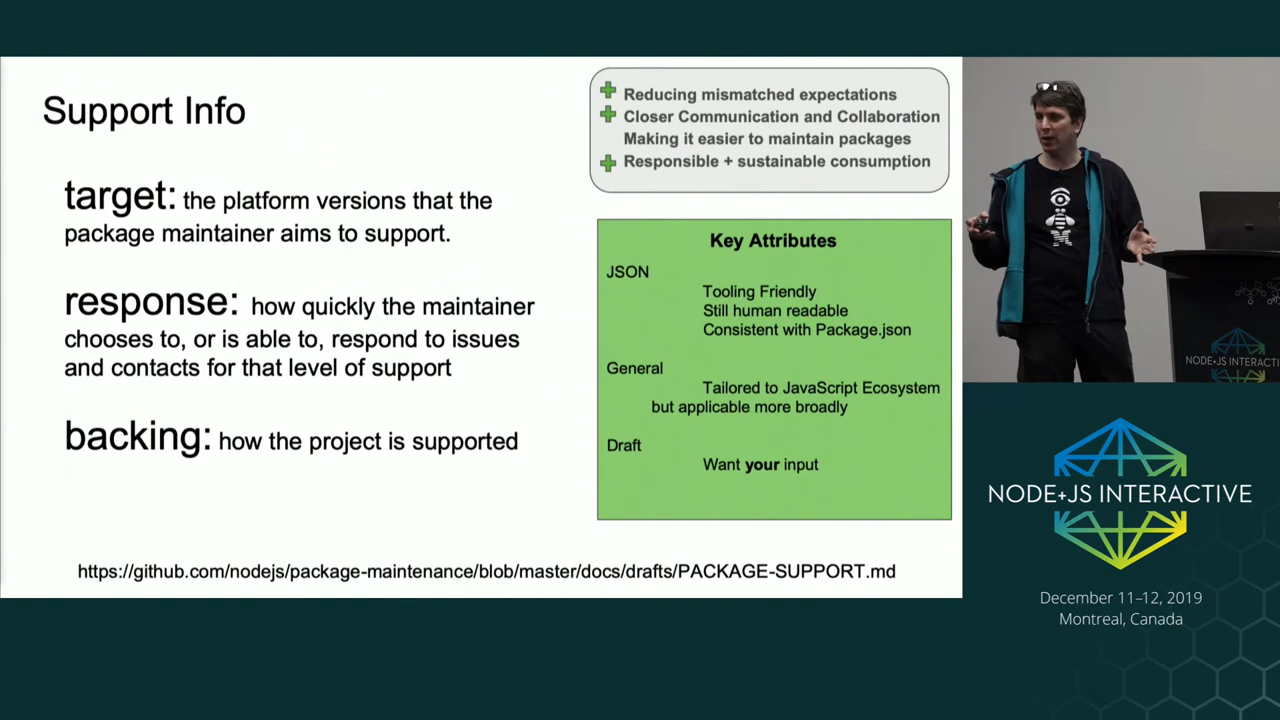 Support Info
target: the platform versions that the
package maintainer aims to support.
response: how quickly the maintainer
chooses to, or is able to, respond to issues
and contacts for that level of support
backing: how the project is supported
https://github.com/nodejs/package-maintenance/blob/master/docs/drafts/PACKAGE-SUPPORT.md
Reducing mismatched expectations
Closer Communication and Collaboration
Making it easier to maintain packages
Responsible + sustainable consumption
Key Attributes
JSON
Tooling Friendly
Still human readable
Consistent with Package.json
General
Tailored to JavaScript Ecosystem
but applicable more broadly
Draft
Want your input
M
NODE+JS INTERACTIVE
NODE+JS INTERACTIVE
December 11–12, 2019
Montreal, Canada